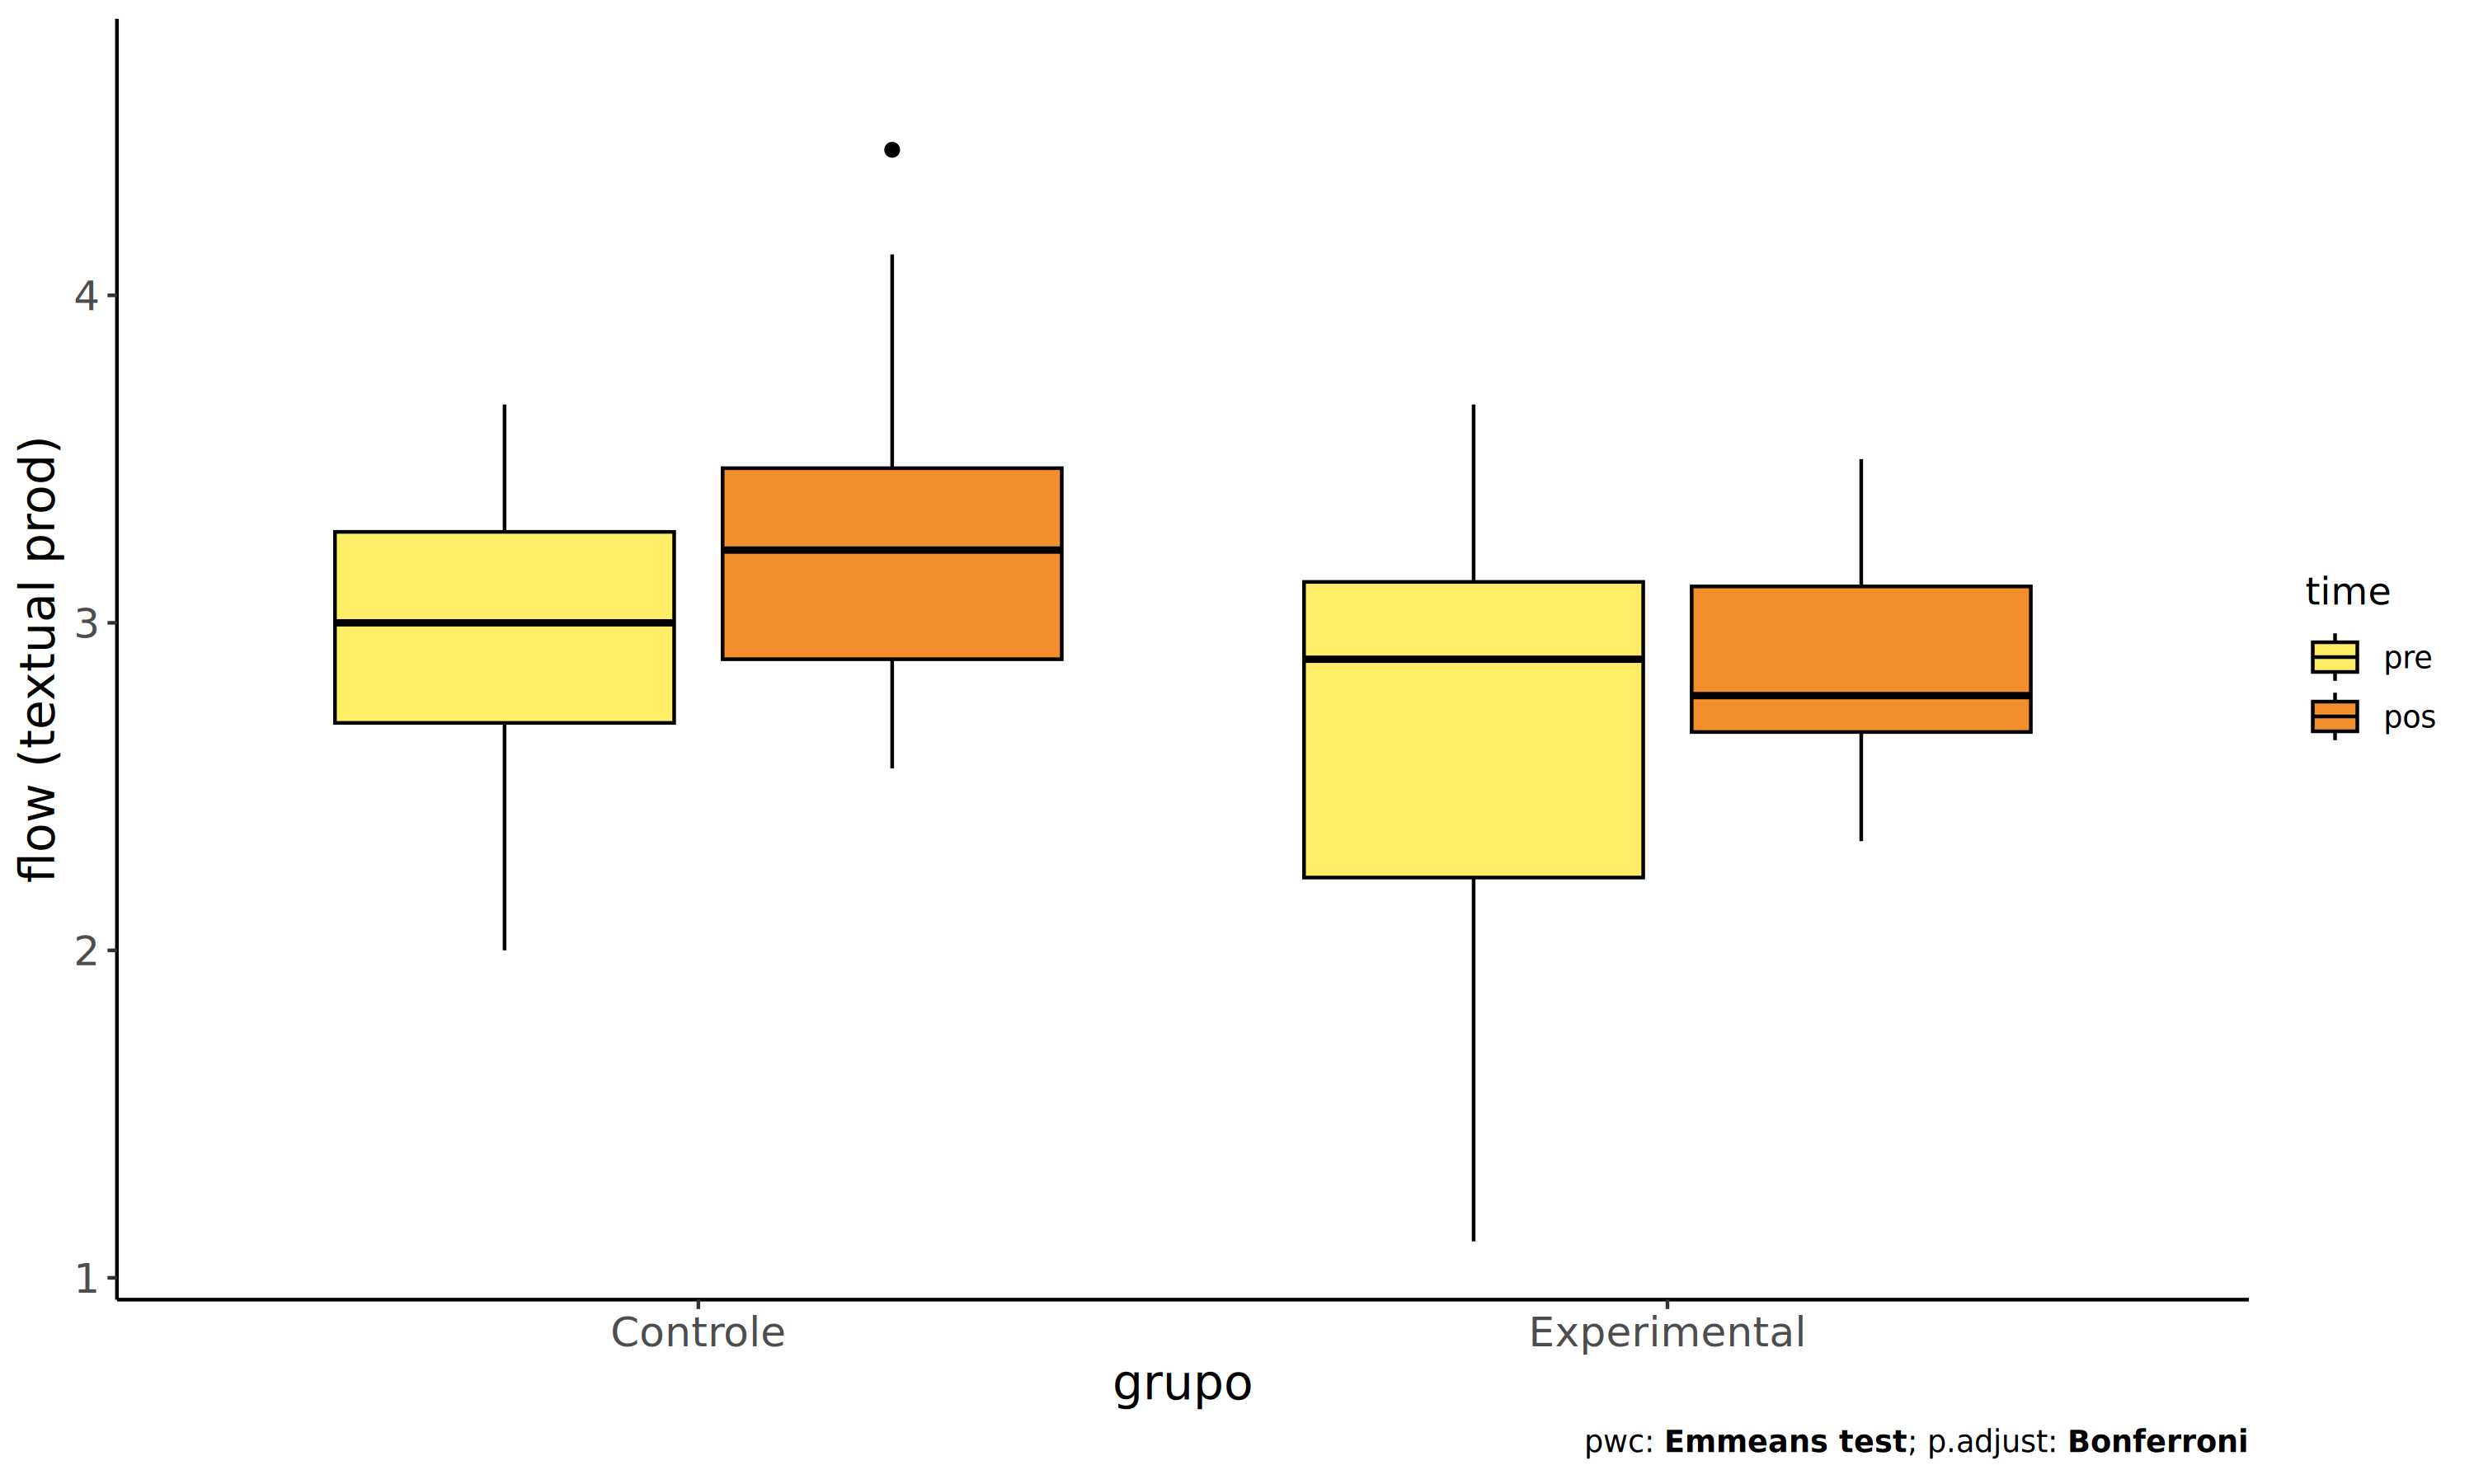 flow (textual prod)
4
3
2
1
Controle
Experimental
grupo
time
pre
pos
pwc: Emmeans test; p.adjust: Bonferroni